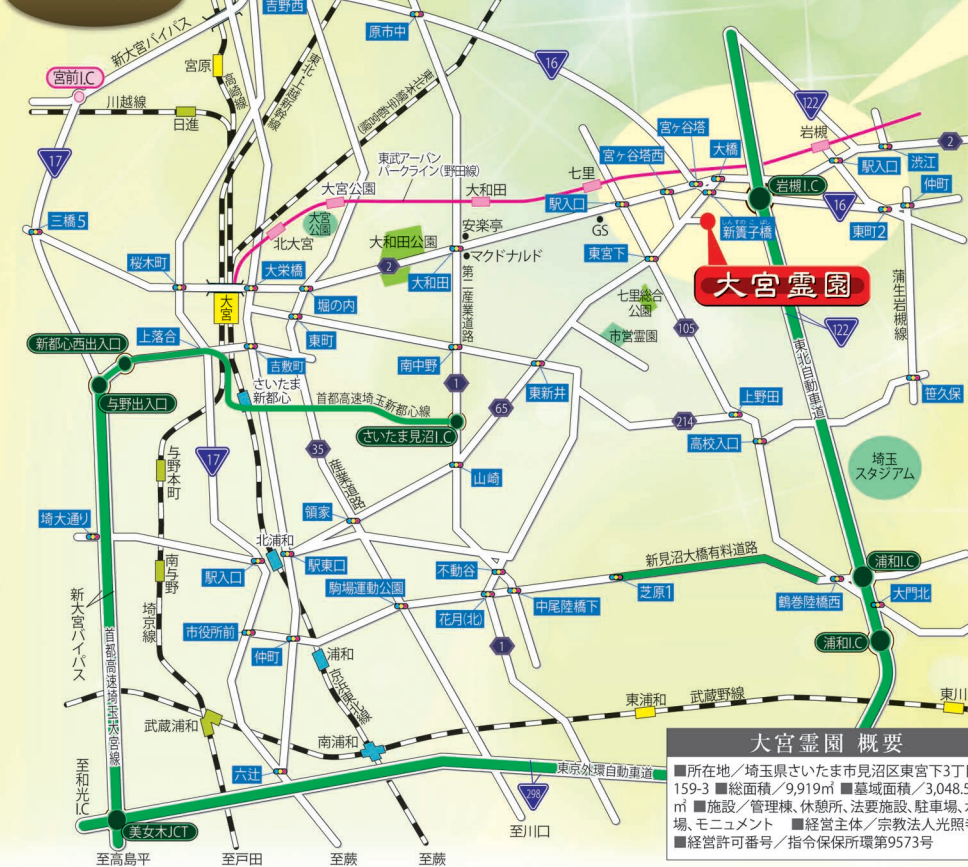 吉野西
原市中
新大宮バイパス
宮原
高崎線
東北・上越新幹線
東北本線(宇都宮線)
16
宮前I.C
川越線
日進
122
岩槻
2
宮ヶ谷塔
大橋
宮ヶ谷塔西
駅入口
渋江
仲町
東武アーバン
パークライン(野田線)
七里
17
大宮公園
大和田
駅入口
岩槻I.C
16
三橋5
大宮
公園
安楽亭
GS
しんすのこばし
新簀子橋
東町2
北大宮
大和田公園
マクドナルド
東宮下
桜木町
大栄橋
2
大和田
第二産業道路
大宮霊園
蒲生岩槻線
大宮
堀の内
七里総合
公園
上落合
東町
市営霊園
105
122
新都心西出入口
吉敷町
南中野
東北自動車道
与野出入口
さいたま
新都心
首都高速埼玉新都心線
1
東新井
笹久保
65
上野田
さいたま見沼I.C
214
高校入口
与野本町
17
35
産業道路
山崎
埼玉
スタジアム
領家
埼大通り
北浦和
新見沼大橋有料道路
南与野
駅入口
駅東口
不動谷
浦和I.C
駒場運動公園
芝原1
新大宮バイパス
埼京線
花月(北)
中尾陸橋下
鶴巻陸橋西
大門北
市役所前
仲町
1
浦和I.C
首都高速埼玉大宮線
浦和
京浜東北線
東浦和
武蔵野線
東川
武蔵浦和
南浦和
至和光I.C
六辻
東京外環自動車道
298
美女木JCT
至川口
至高島平
至戸田
至蕨
至蕨
大宮霊園 概要
■所在地／埼玉県さいたま市見沼区東宮下3丁目
159-3 ■総面積／9,919㎡ ■墓域面積／3,048.5
㎡ ■施設／管理棟、休憩所、法要施設、駐車場、
場、モニュメント ■経営主体／宗教法人光照寺
■経営許可番号／指令保保所環第9573号